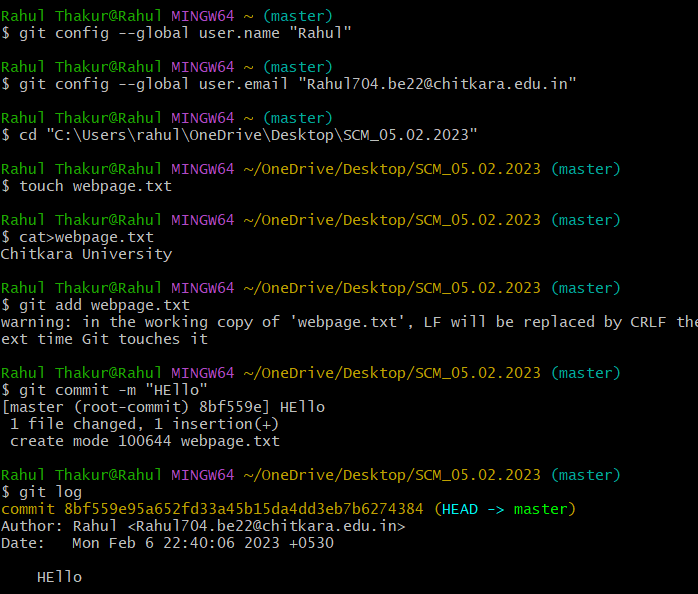 Rahul Thakur@Rahul MINGW64 ~ (master)
$ git config --global user.name "Rahul"
Rahul Thakur@Rahul MINGW64 ~ (master)
$ git config --global user.email "Rahul704.be22@chitkara.edu.in"
Rahul Thakur@Rahul MINGW64 ~ (master)
$ cd "C:\Users\rahul\OneDrive\Desktop\SCM_05.02.2023"
Rahul Thakur@Rahul MINGW64 ~/OneDrive/Desktop/SCM_05.02.2023 (master)
$ touch webpage.txt
Rahul Thakur@Rahul MINGW64 ~/OneDrive/Desktop/SCM_05.02.2023 (master)
$ cat>webpage.txt
Chitkara University
Rahul Thakur@Rahul MINGW64 ~/OneDrive/Desktop/SCM_05.02.2023 (master)
$ git add webpage.txt
warning: in the working copy of 'webpage.txt', LF will be replaced by CRLF the
ext time Git touches it
Rahul Thakur@Rahul MINGW64 ~/OneDrive/Desktop/SCM_05.02.2023 (master)
$ git commit -m "HEllo"
[master (root-commit) 8bf559e] HEllo
 1 file changed, 1 insertion(+)
 create mode 100644 webpage.txt
Rahul Thakur@Rahul MINGW64 ~/OneDrive/Desktop/SCM_05.02.2023 (master)
$ git log
commit 8bf559e95a652fd33a45b15da4dd3eb7b6274384 (HEAD -> master)
Author: Rahul <Rahul704.be22@chitkara.edu.in>
Date:   Mon Feb 6 22:40:06 2023 +0530
    HEllo